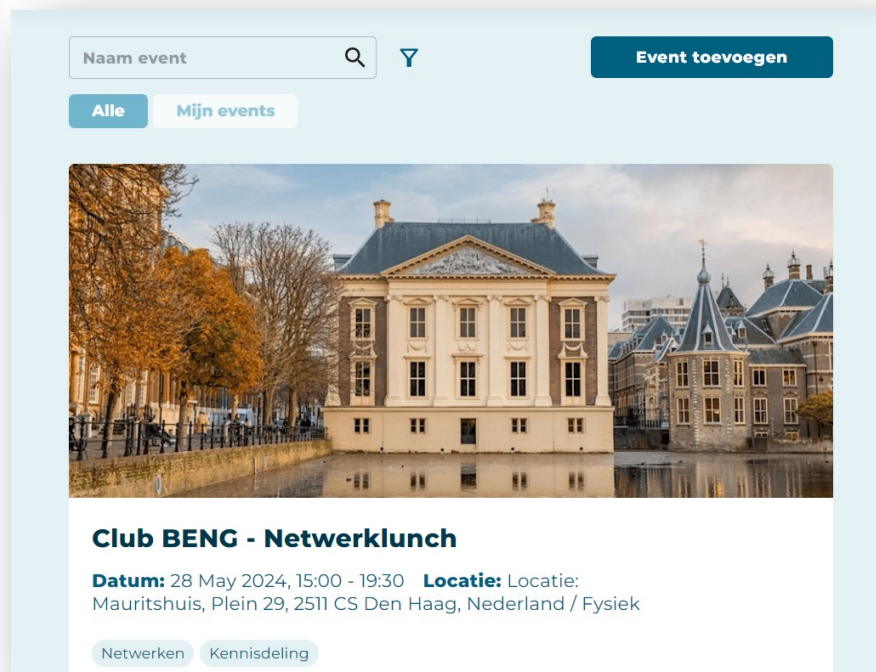 Naam event
Event toevoegen
Alle
Mijn events
Club BENG - Netwerklunch
Datum: 28 May 2024, 15:00 - 19:30 Locatie: Locatie:
Mauritshuis, Plein 29, 2511 CS Den Haag, Nederland / Fysiek
Netwerken
Kennisdeling